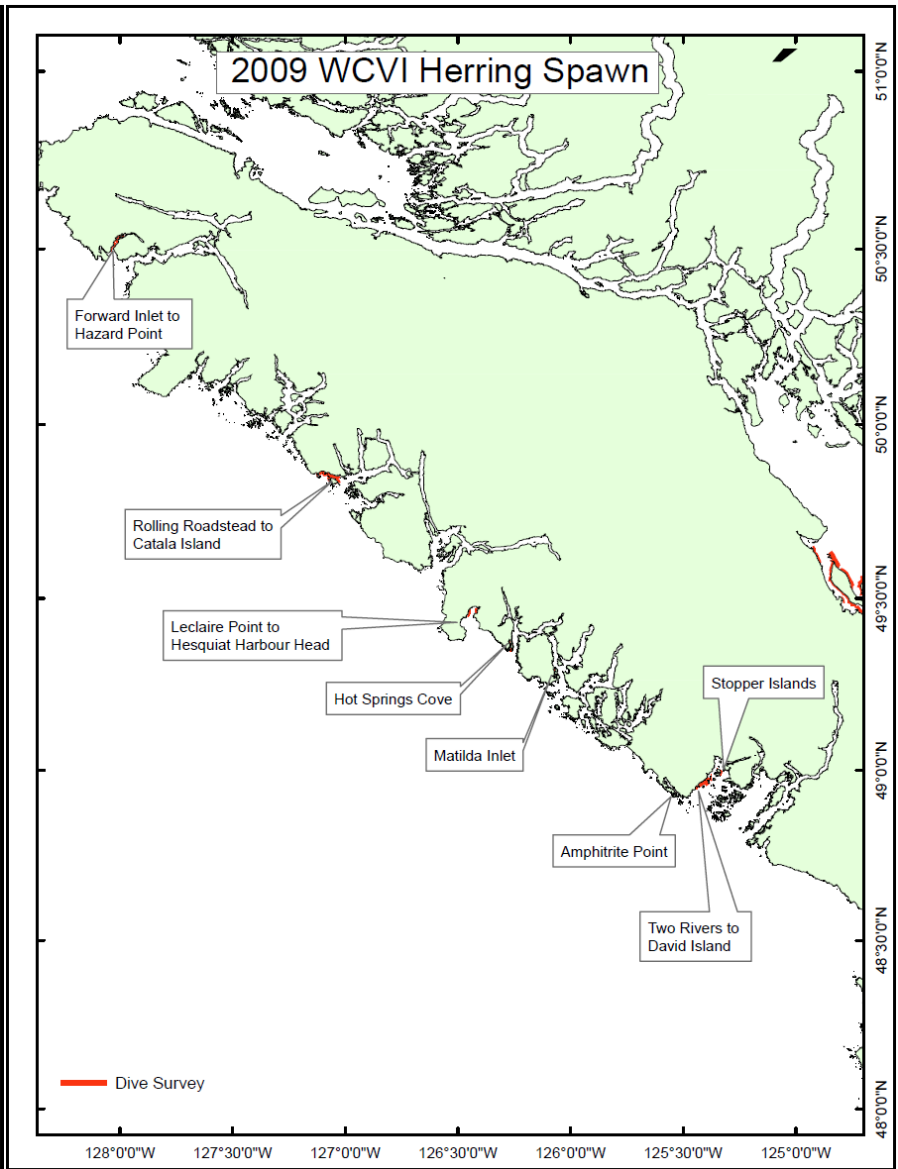 2009 WCVI Herring Spawn
51°0'0"N
50°30'0"N
Forward Inlet to
Hazard Point
50°0'0"N
Rolling Roadstead to
Catala Island
49°30'0"N
Leclaire Point to
Hesquiat Harbour Head
Hot Springs Cove
Stopper Islands
Matilda Inlet
49°0'0"N
Amphitrite Point
Two Rivers to
David Island
48°30'0"N
Dive Survey
48°0'0"N
128°0'0"W
127°30'0"W
127°0'0"W
126°30'0"W
126°0'0"W
125°30'0"W
125°0'0"W